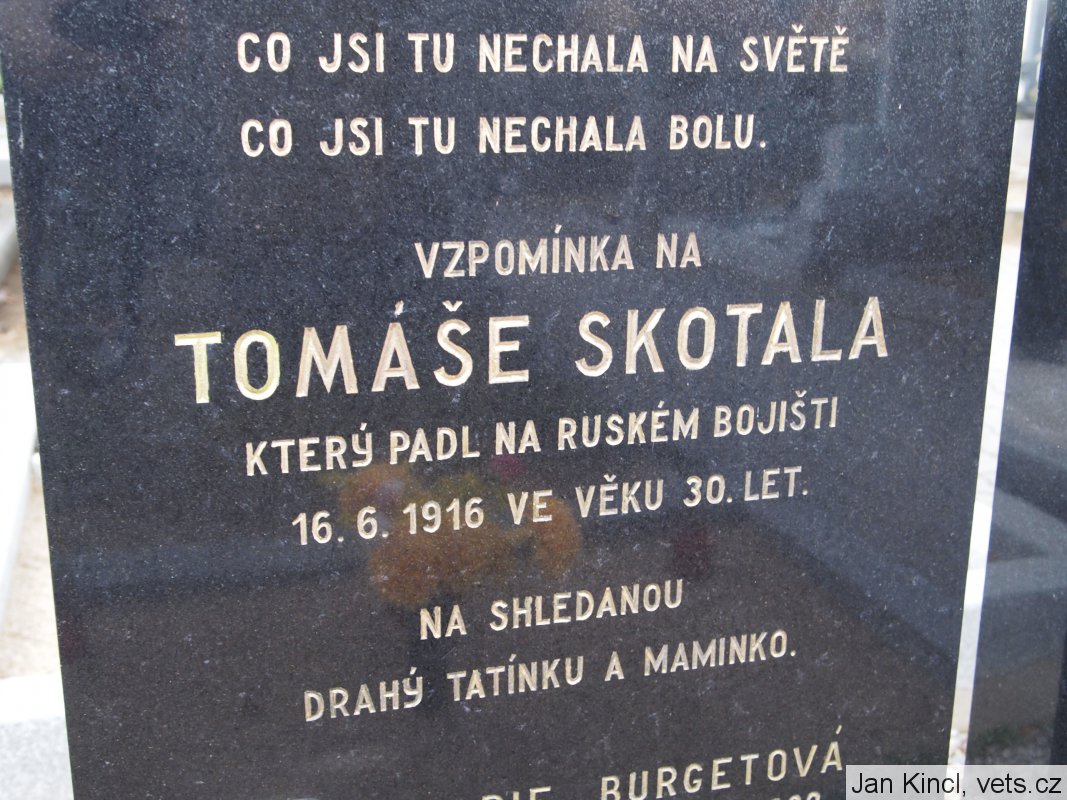 CO JSI TU NECHALA NA SVĚTĚ
CO JSI TU NECHALA BOLU.
VZPOMÍNKA NA
TOMÁŠE SKOTALA
KTERÝ PADL NA RUSKÉM BOJIŠTI
16. 6. 1916 VE VĚKU 30. LET.
NA SHLEDANOU
DRAHÝ TATÍNKU A MAMINKO.
BURGETOVÁ
Jan Kincl, vets.cz